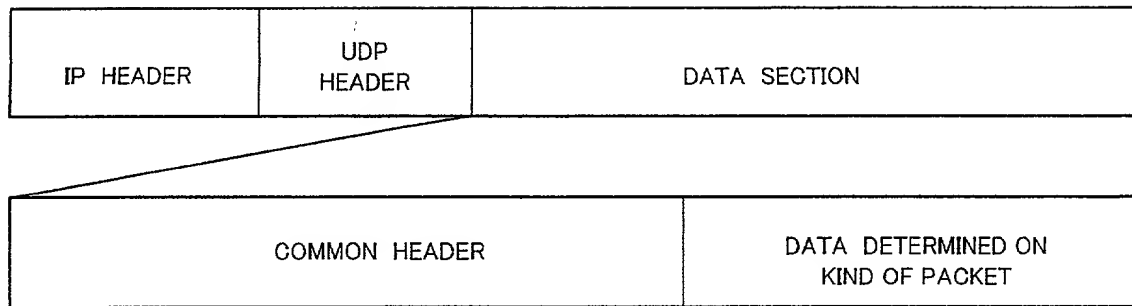 IP HEADER
UDP
HEADER
DATA SECTION
COMMON HEADER
DATA DETERMINED ON
KIND OF PACKET